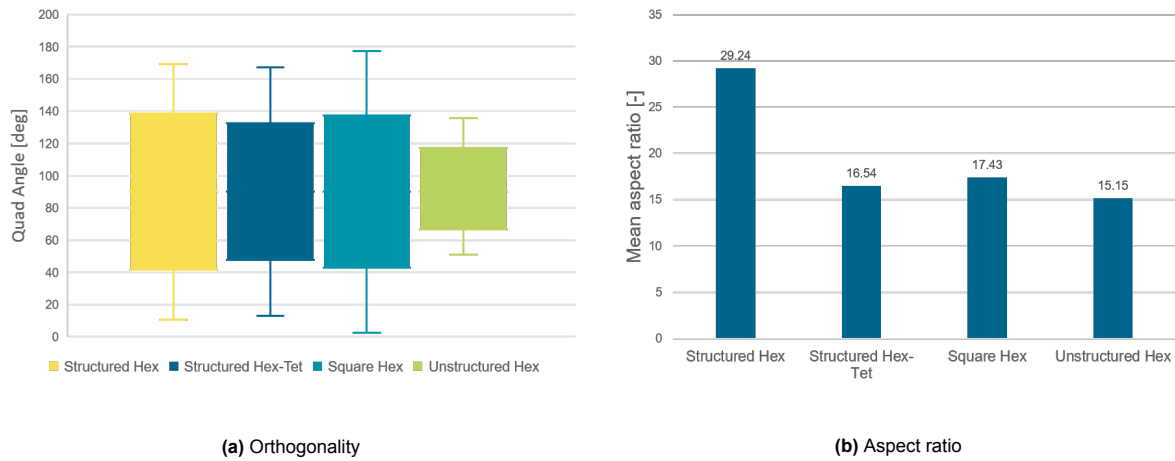 200
180
160
140
120
100
80
60
40
20
0
Quad Angle [deg]
Structured Hex
Structured Hex-Tet
Square Hex
Unstructured Hex
(a) Orthogonality
35
30
25
20
15
10
5
0
Mean aspect ratio [-]
29.24
16.54
17.43
15.15
Structured Hex
Structured Hex-
Tet
Square Hex
Unstructured Hex
(b) Aspect ratio